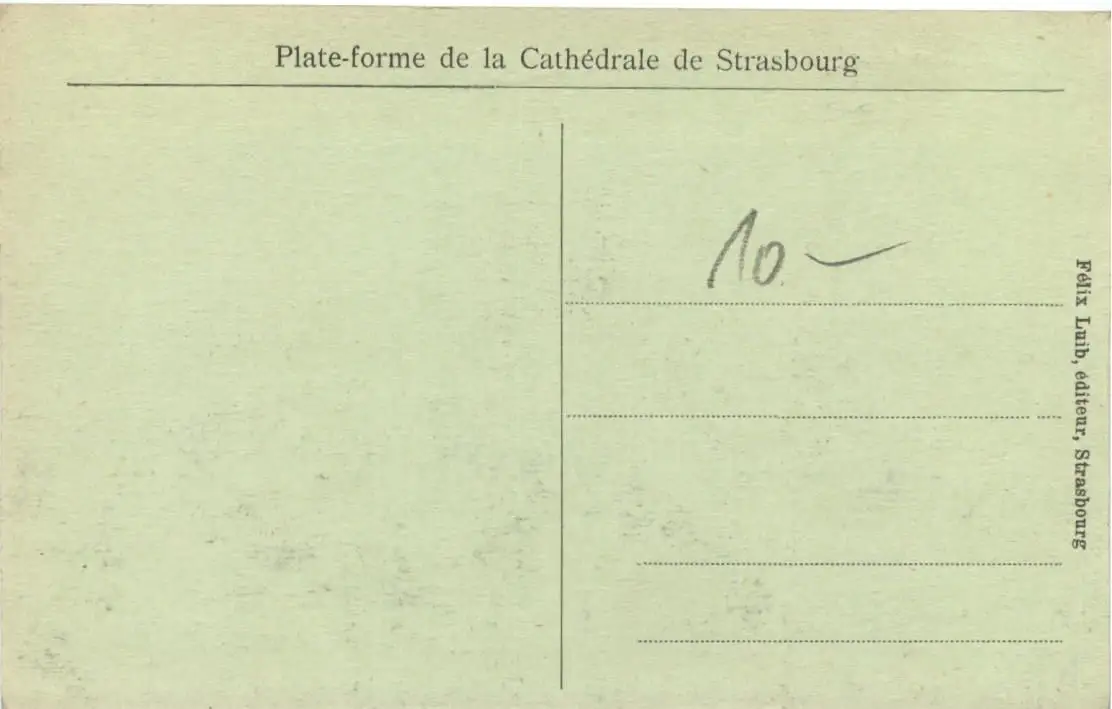 Plate-forme de la Cathédrale de Strasbourg
10.-
Félix Luib, éditeur, Strasbourg